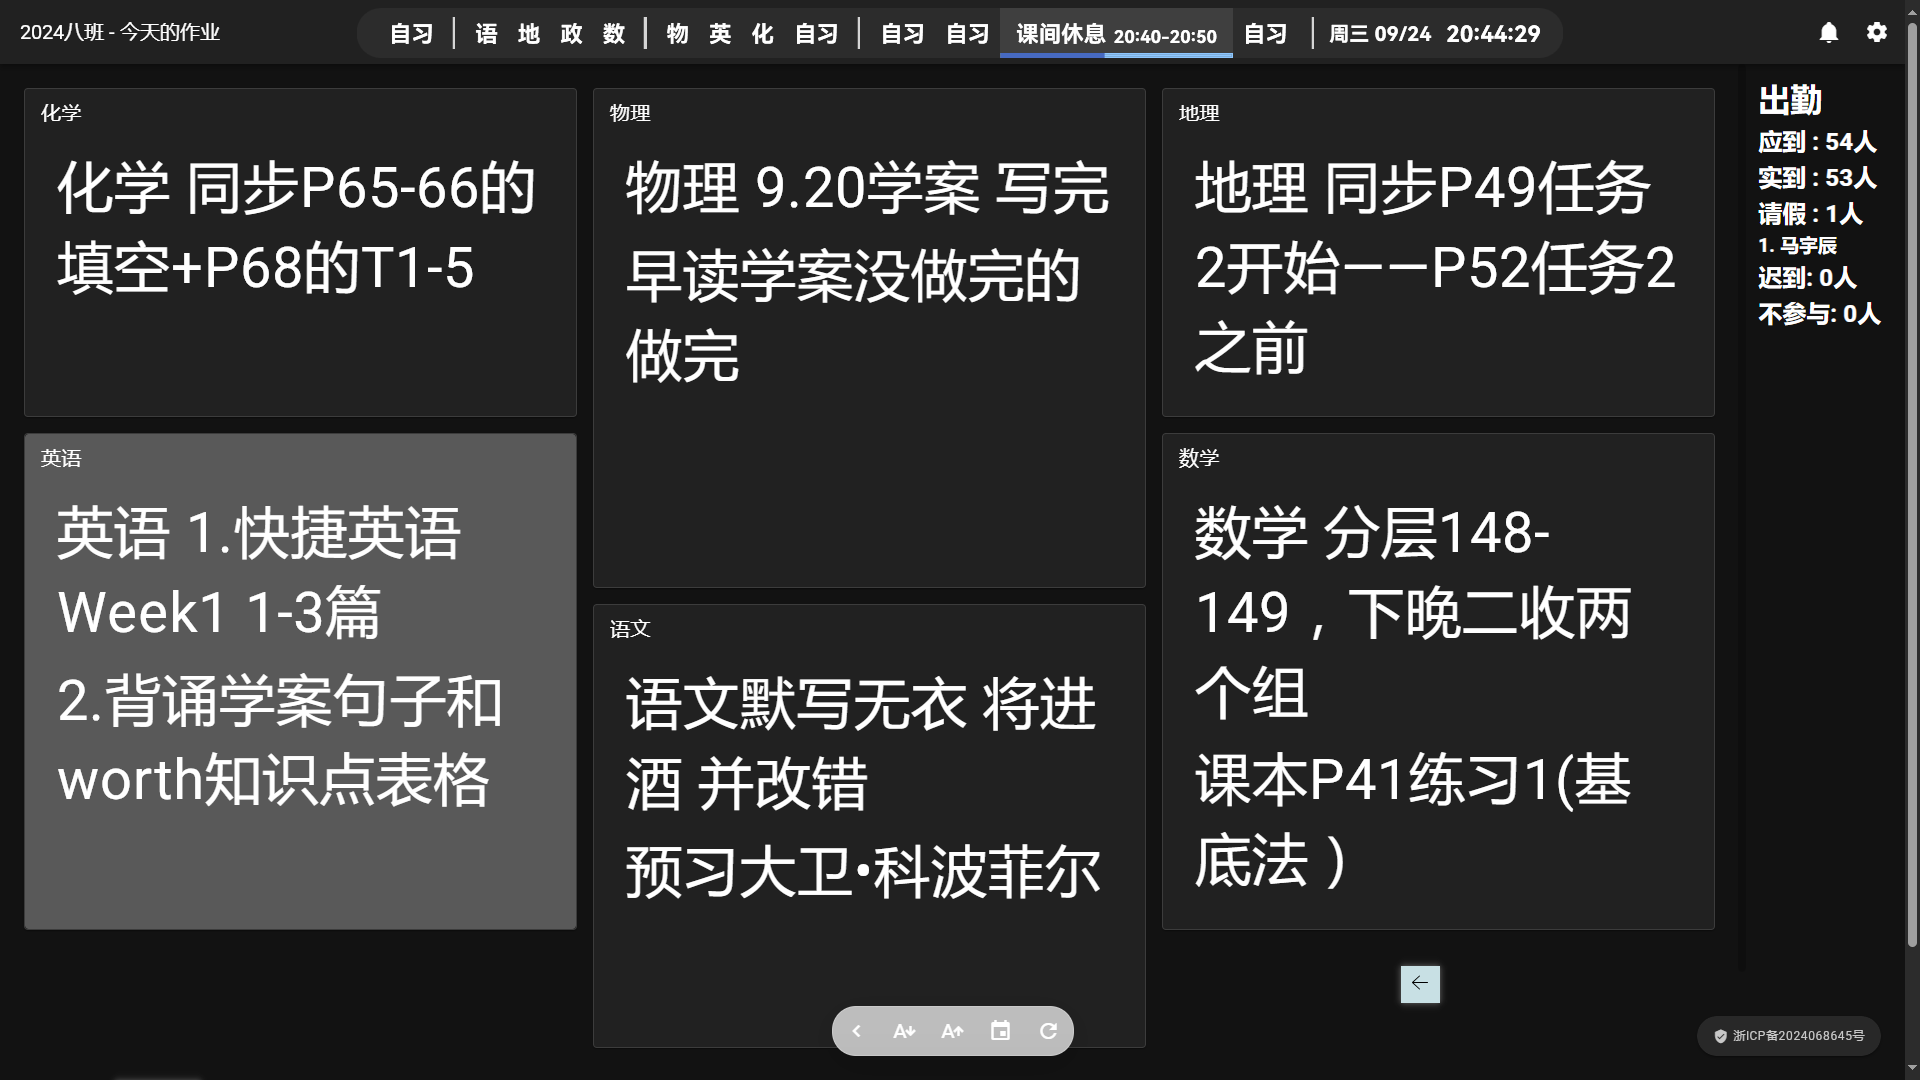 2024八班 - 今天的作业
自习 | 语 地 政 数 | 物 英 化 自习 | 自习 自习 课间休息 20:40-20:50 自习 | 周三 09/24 20:44:29
化学
化学 同步P65-66的
填空+P68的T1-5
物理
物理 9.20学案 写完
早读学案没做完的
做完
地理
地理 同步P49任务
2开始——P52任务2
之前
英语
英语 1.快捷英语
Week1 1-3篇
2.背诵学案句子和
worth知识点表格
语文
语文默写无衣 将进
酒 并改错
预习大卫•科波菲尔
数学
数学 分层148-
149，下晚二收两
个组
课本P41练习1(基
底法）
出勤
应到 : 54人
实到 : 53人
请假 : 1人
1. 马宇辰
迟到: 0人
不参与: 0人
浙ICP备2024068645号